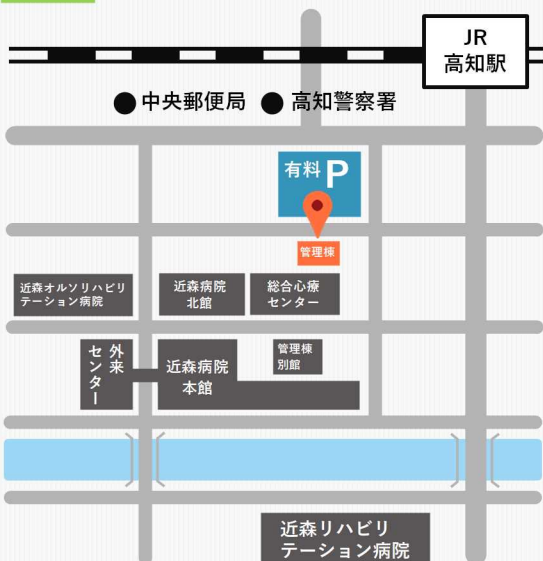 JR
高知駅
中央郵便局
高知警察署
有料 P
管理棟
近森オルソリハビリ
テーション病院
近森病院
北館
総合心療
センター
外来
センター
近森病院
本館
管理棟
別館
近森リハビリ
テーション病院